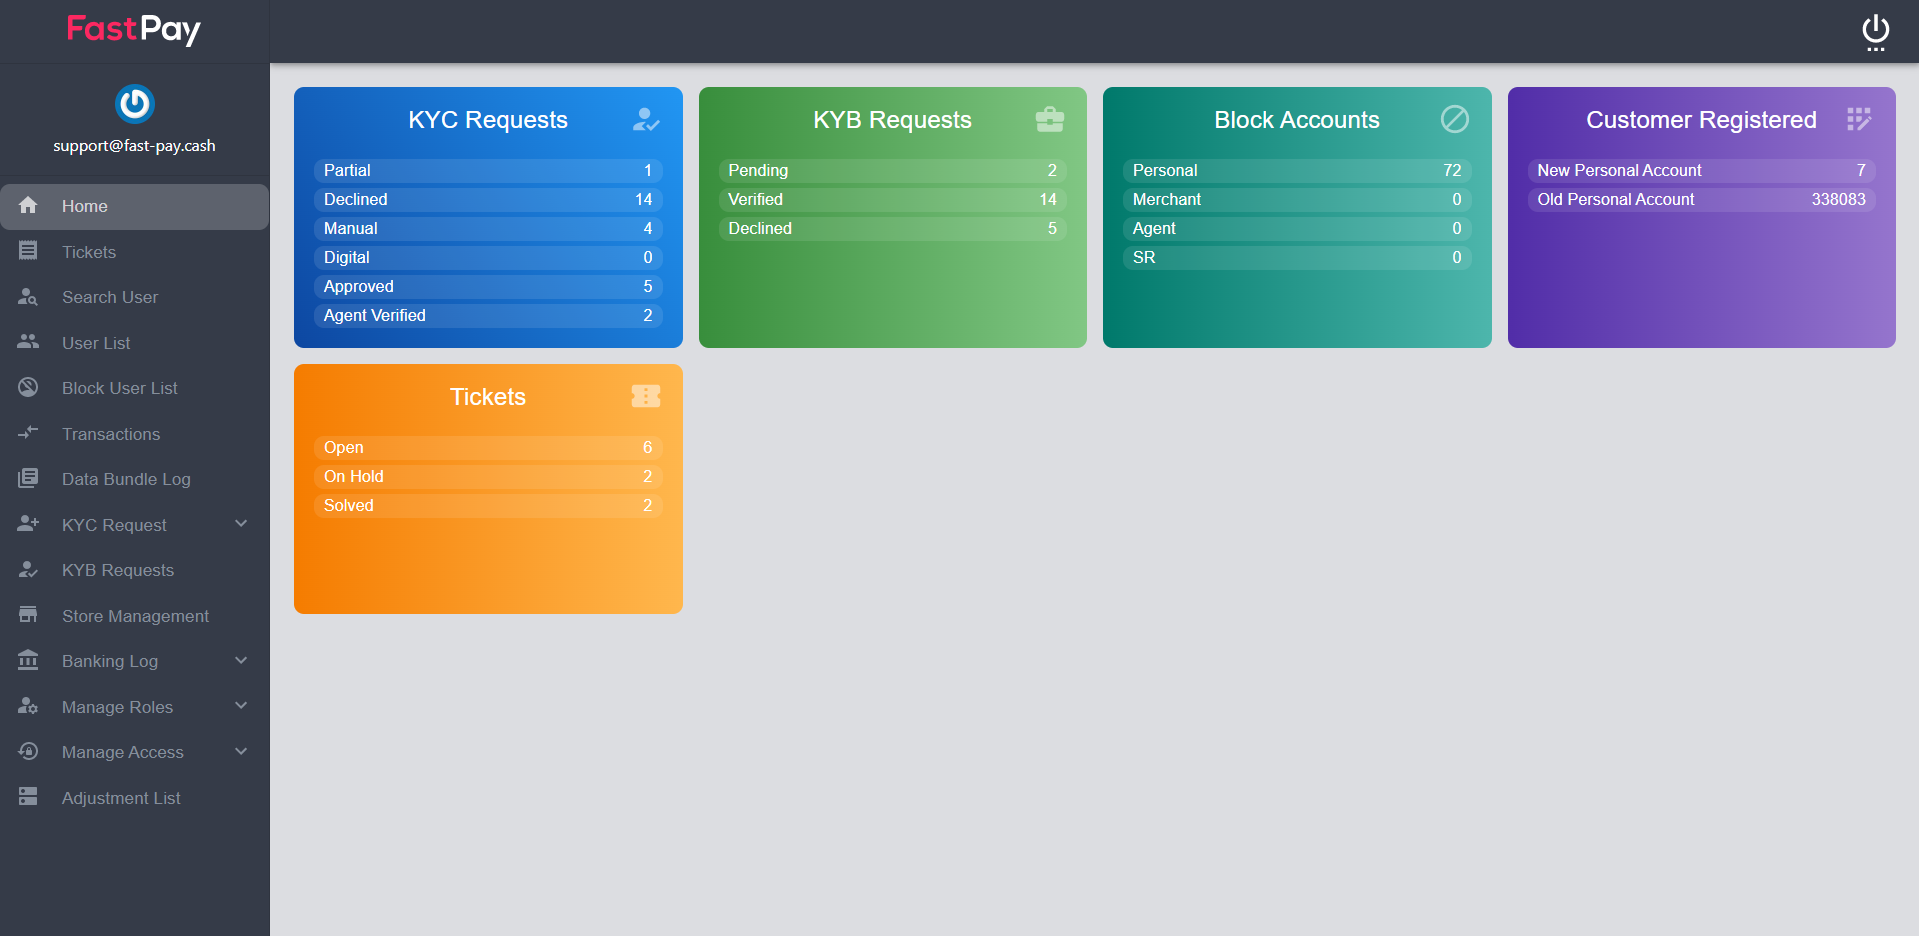 FastPay
support@fast-pay.cash
Home
Tickets
Search User
User List
Block User List
Transactions
Data Bundle Log
KYC Request
KYB Requests
Store Management
Banking Log
Manage Roles
Manage Access
Adjustment List
KYC Requests
Partial 1
Declined 14
Manual 4
Digital 0
Approved 5
Agent Verified 2
KYB Requests
Pending 2
Verified 14
Declined 5
Block Accounts
Personal 72
Merchant 0
Agent 0
SR 0
Customer Registered
New Personal Account 7
Old Personal Account 338083
Tickets
Open 6
On Hold 2
Solved 2